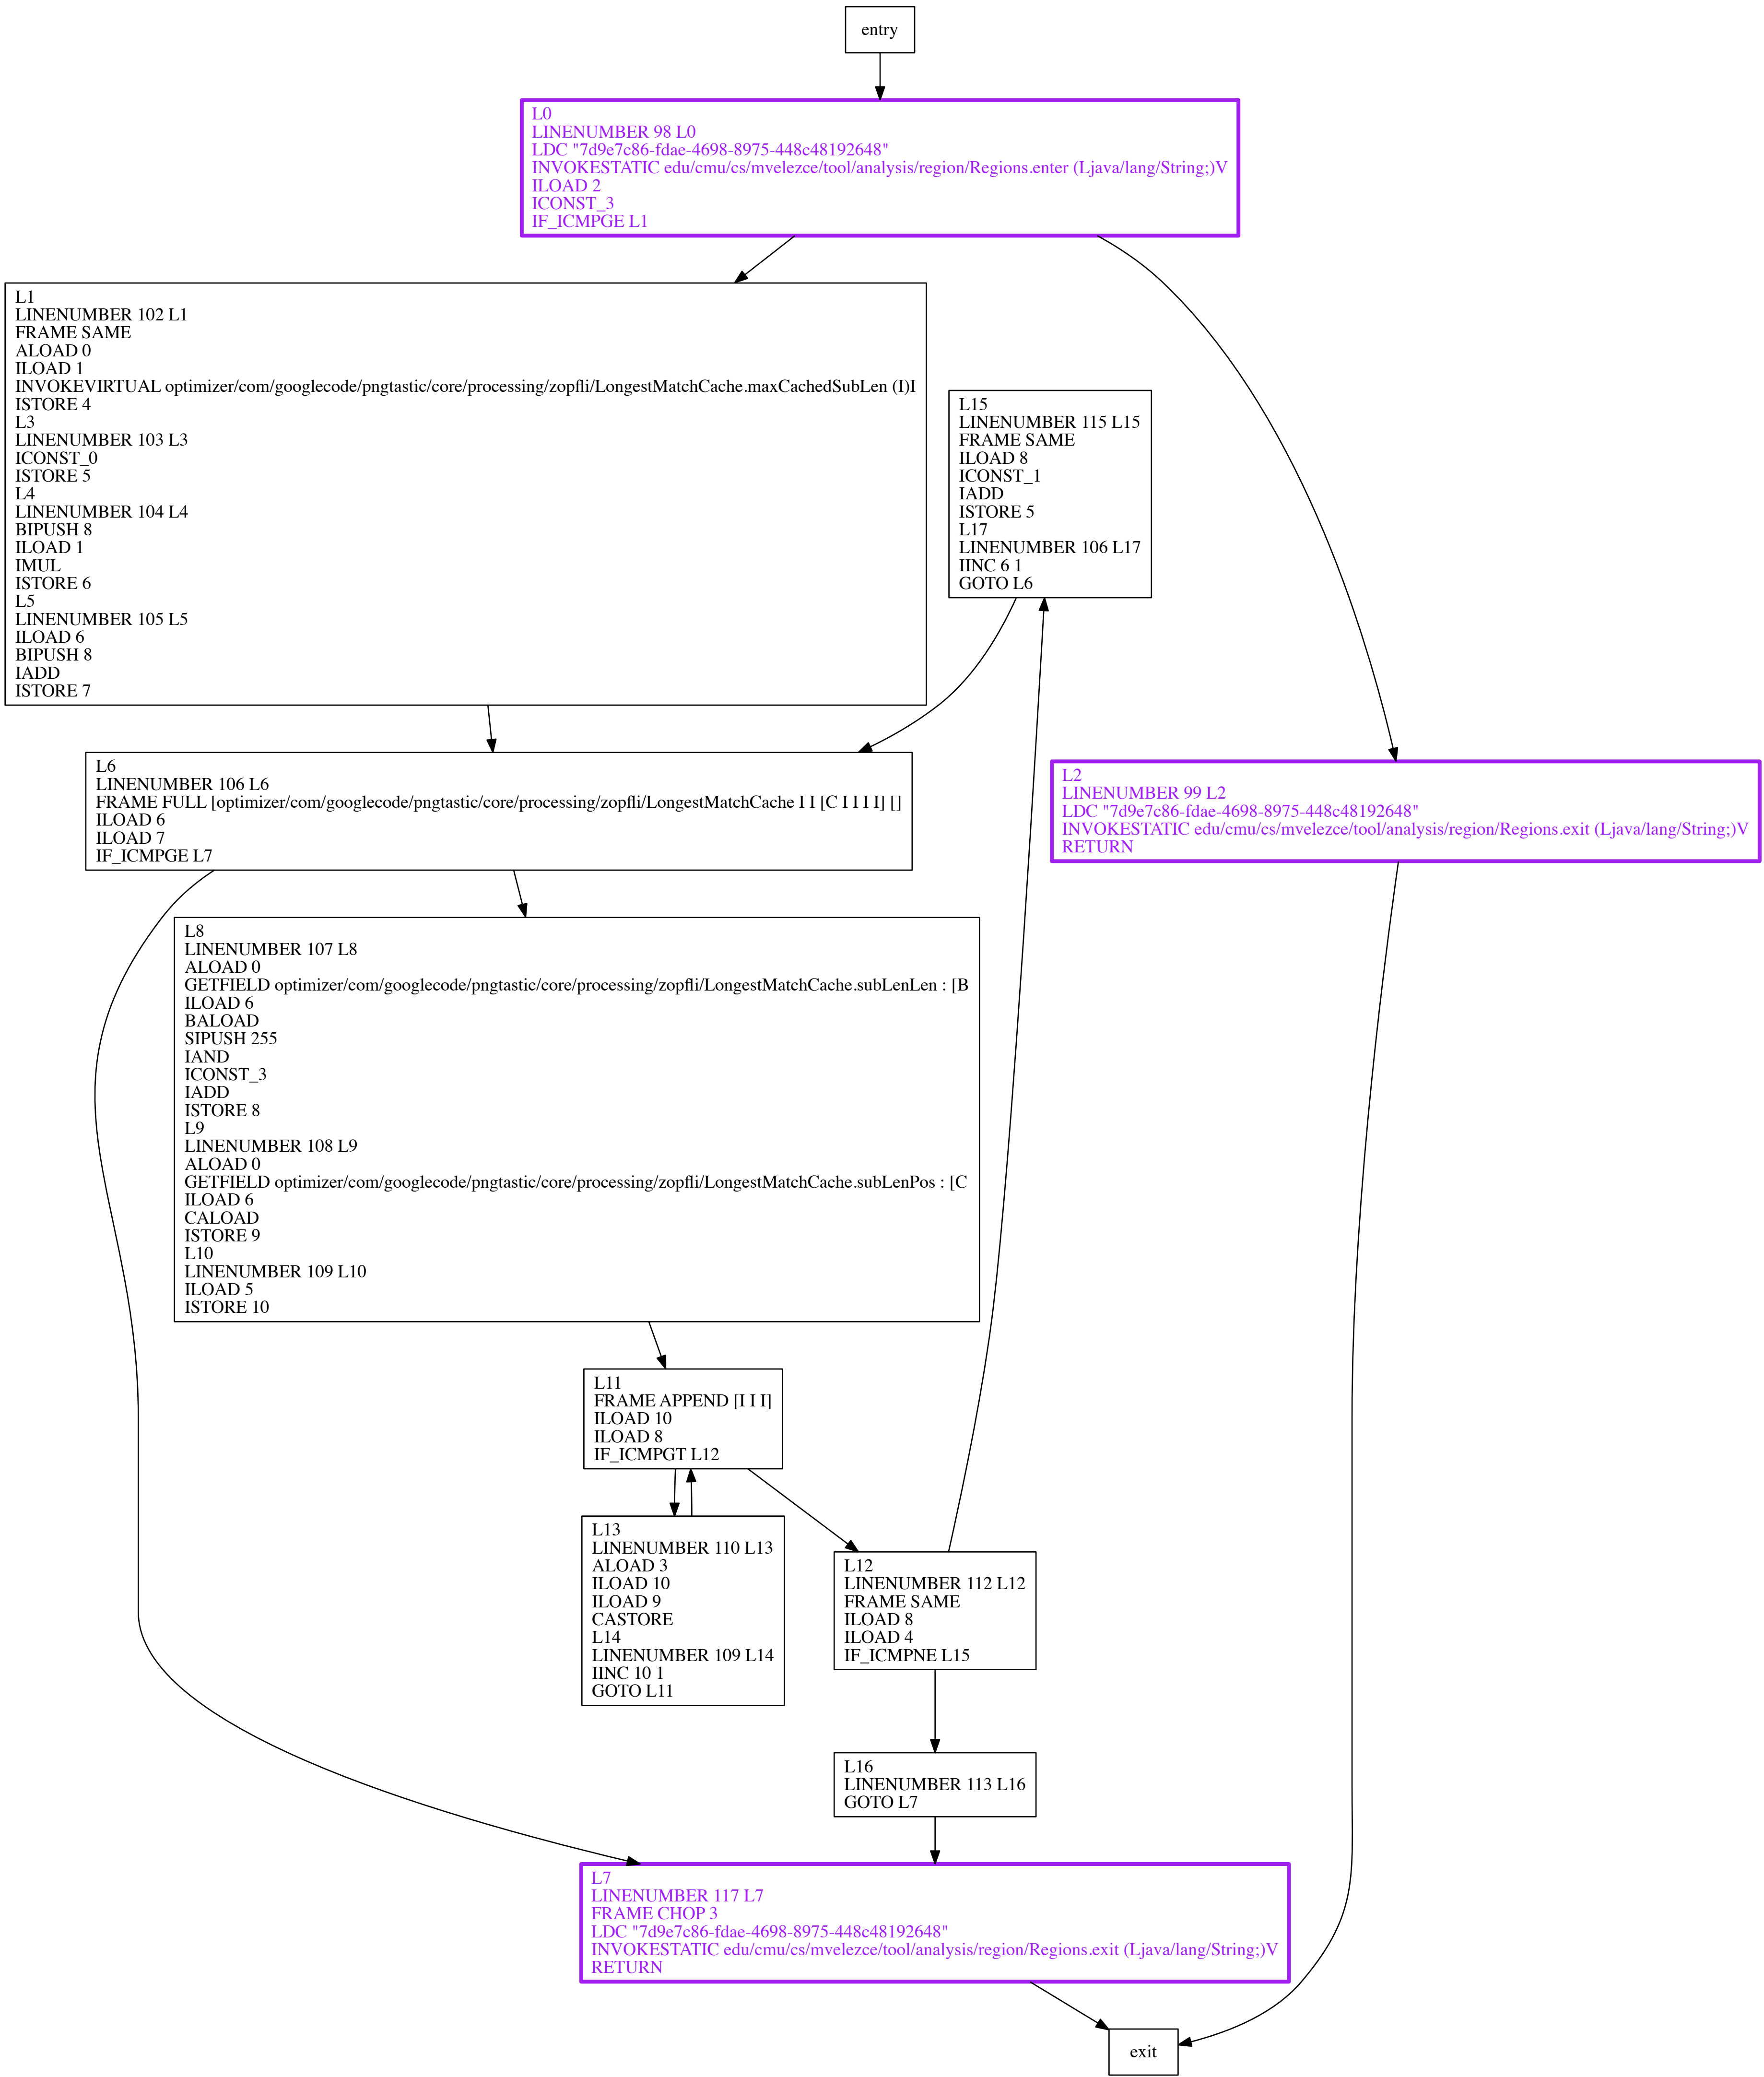 entry
L0
LINENUMBER 98 L0
LDC "7d9e7c86-fdae-4698-8975-448c48192648"
INVOKESTATIC edu/cmu/cs/mvelezce/tool/analysis/region/Regions.enter (Ljava/lang/String;)V
ILOAD 2
ICONST_3
IF_ICMPGE L1
L1
LINENUMBER 102 L1
FRAME SAME
ALOAD 0
ILOAD 1
INVOKEVIRTUAL optimizer/com/googlecode/pngtastic/core/processing/zopfli/LongestMatchCache.maxCachedSubLen (I)I
ISTORE 4
L3
LINENUMBER 103 L3
ICONST_0
ISTORE 5
L4
LINENUMBER 104 L4
BIPUSH 8
ILOAD 1
IMUL
ISTORE 6
L5
LINENUMBER 105 L5
ILOAD 6
BIPUSH 8
IADD
ISTORE 7
L15
LINENUMBER 115 L15
FRAME SAME
ILOAD 8
ICONST_1
IADD
ISTORE 5
L17
LINENUMBER 106 L17
IINC 6 1
GOTO L6
L6
LINENUMBER 106 L6
FRAME FULL [optimizer/com/googlecode/pngtastic/core/processing/zopfli/LongestMatchCache I I [C I I I I] []
ILOAD 6
ILOAD 7
IF_ICMPGE L7
L2
LINENUMBER 99 L2
LDC "7d9e7c86-fdae-4698-8975-448c48192648"
INVOKESTATIC edu/cmu/cs/mvelezce/tool/analysis/region/Regions.exit (Ljava/lang/String;)V
RETURN
L8
LINENUMBER 107 L8
ALOAD 0
GETFIELD optimizer/com/googlecode/pngtastic/core/processing/zopfli/LongestMatchCache.subLenLen : [B
ILOAD 6
BALOAD
SIPUSH 255
IAND
ICONST_3
IADD
ISTORE 8
L9
LINENUMBER 108 L9
ALOAD 0
GETFIELD optimizer/com/googlecode/pngtastic/core/processing/zopfli/LongestMatchCache.subLenPos : [C
ILOAD 6
CALOAD
ISTORE 9
L10
LINENUMBER 109 L10
ILOAD 5
ISTORE 10
L11
FRAME APPEND [I I I]
ILOAD 10
ILOAD 8
IF_ICMPGT L12
L13
LINENUMBER 110 L13
ALOAD 3
ILOAD 10
ILOAD 9
CASTORE
L14
LINENUMBER 109 L14
IINC 10 1
GOTO L11
L12
LINENUMBER 112 L12
FRAME SAME
ILOAD 8
ILOAD 4
IF_ICMPNE L15
L16
LINENUMBER 113 L16
GOTO L7
L7
LINENUMBER 117 L7
FRAME CHOP 3
LDC "7d9e7c86-fdae-4698-8975-448c48192648"
INVOKESTATIC edu/cmu/cs/mvelezce/tool/analysis/region/Regions.exit (Ljava/lang/String;)V
RETURN
exit